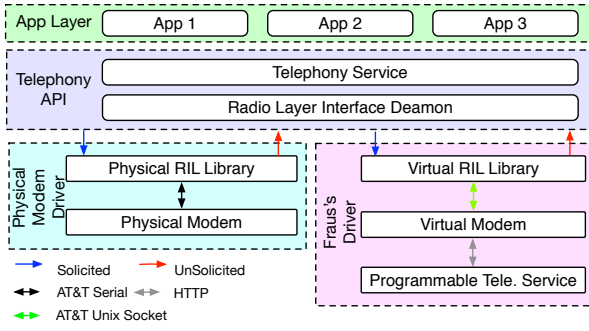 App Layer
App 1
App 2
App 3
Telephony
API
Telephony Service
Radio Layer Interface Deamon
Physical
Modem
Driver
Physical RIL Library
Physical Modem
Fraus's
Driver
Virtual RIL Library
Virtual Modem
Programmable Tele. Service
Solicited
UnSolicited
AT&T Serial
HTTP
AT&T Unix Socket